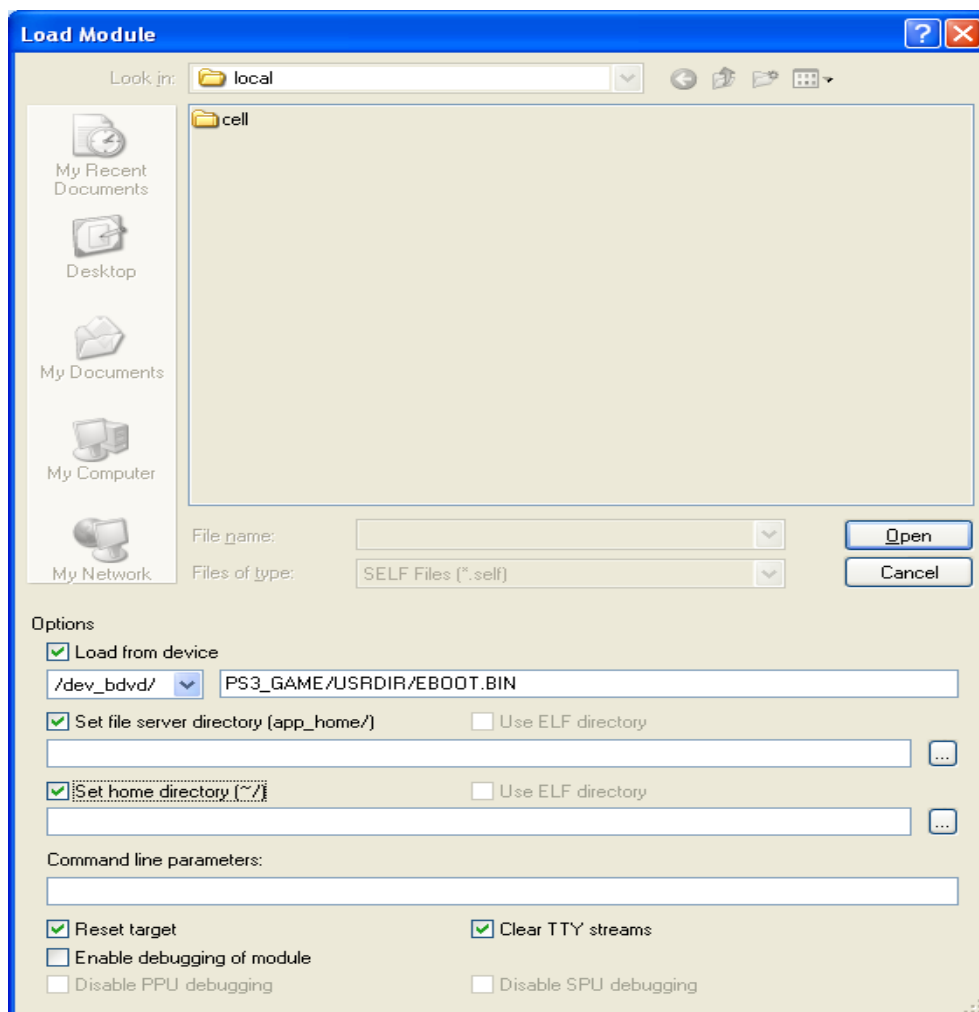 Load Module
Look in:
local
cell
My Recent
Documents
Desktop
My Documents
My Computer
My Network
File name:
Open
Files of type:
SELF Files (*.self)
Cancel
Options
Load from device
/dev_bdvd/
PS3_GAME/USRDIR/EBOOT.BIN
Set file server directory (app_home/)
Use ELF directory
...
Set home directory (~/)
Use ELF directory
...
Command line parameters:
Reset target
Clear TTY streams
Enable debugging of module
Disable PPU debugging
Disable SPU debugging